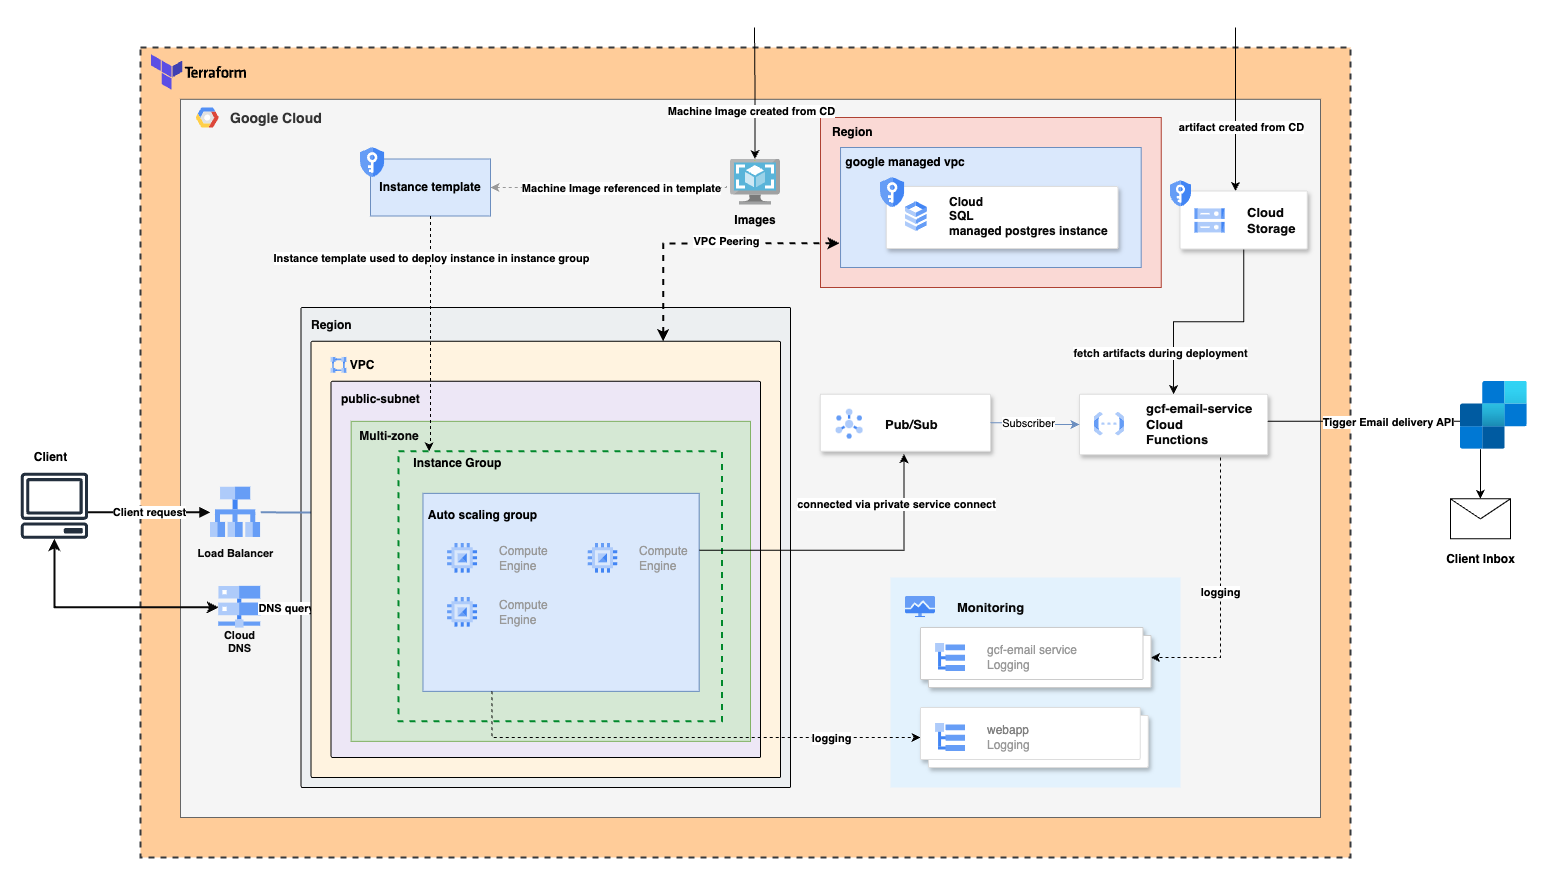 Terraform
Google Cloud
Machine Image created from CD
artifact created from CD
Region
google managed vpc
Cloud
SQL
managed postgres instance
Instance template
Machine Image referenced in template
Images
Cloud
Storage
VPC Peering
Instance template used to deploy instance in instance group
Region
VPC
public-subnet
Multi-zone
Instance Group
Auto scaling group
Compute
Engine
Compute
Engine
Compute
Engine
fetch artifacts during deployment
Pub/Sub
Subscriber
gcf-email-service
Cloud
Functions
Tigger Email delivery API
Client
Client request
Load Balancer
connected via private service connect
Client Inbox
DNS query
Cloud
DNS
logging
Monitoring
gcf-email service
Logging
webapp
Logging
logging